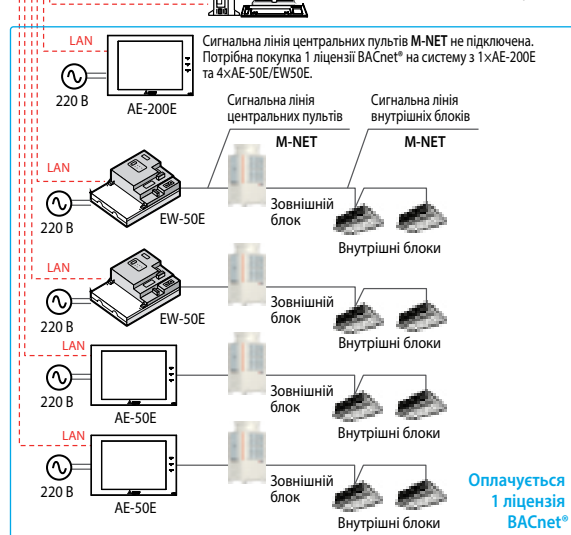 LAN
Сигнальна лінія центральних пультів M-NET не підключена.
Потрібна покупка 1 ліцензії BACnet® на систему з 1×AE-200E
та 4×AE-50E/EW50E.
220 В
AE-200E
Сигнальна лінія
центральних пультів
M-NET
Сигнальна лінія
внутрішніх блоків
M-NET
LAN
220 В
EW-50E
Зовнішній
блок
Внутрішні блоки
LAN
220 В
EW-50E
Зовнішній
блок
Внутрішні блоки
LAN
220 В
AE-50E
Зовнішній
блок
Внутрішні блоки
LAN
220 В
AE-50E
Зовнішній
блок
Внутрішні блоки
Оплачується
1 ліцензія
BACnet®